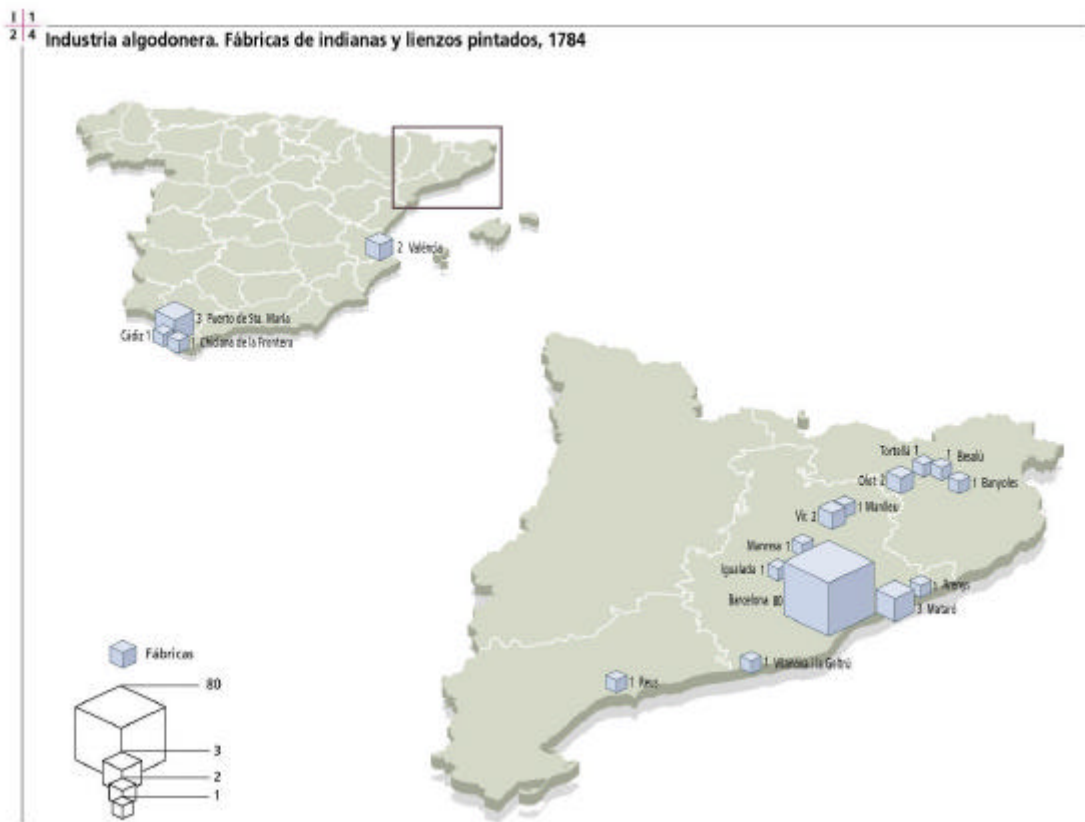 I 1
2 4
Industria algodonera. Fábricas de indianas y lienzos pintados, 1784
2 València
3 Puerto de Sta. María
Cádiz 1
1 Chiclana de la Frontera
Tortellá 1
1 Besalú
Olot 2
1 Banyoles
1 Manlleu
Vic 2
Manresa 1
Igualada 1
Barcelona 80
1 Arenys
3 Mataró
1 Vilanova i la Geltrú
1 Reus
Fábricas
80
3
2
1